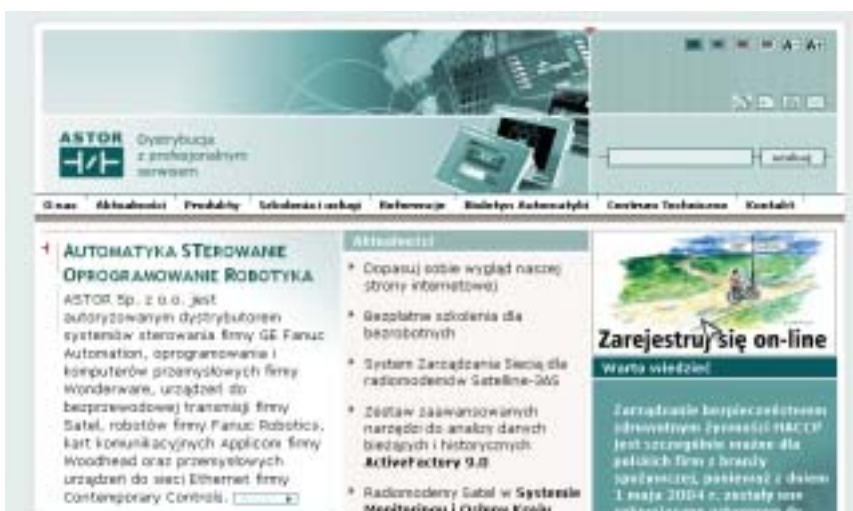 A- A+
ASTOR
Dystrybucja
z profesjonalnym
serwisem
szukaj
O nas Aktualności Produkty Szkolenia i usługi Referencje Biuletyn Automatyki Centrum Techniczne Kontakt
AUTOMATYKA STEROWANIE
OPROGRAMOWANIE ROBOTYKA
ASTOR Sp. z o.o. jest
autoryzowanym dystrybutorem
systemów sterowania firmy GE Fanuc
Automation, oprogramowania i
komputerów przemysłowych firmy
Wonderware, urządzeń do
bezprzewodowej transmisji firmy
Satel, robotów firmy Fanuc Robotics,
kart komunikacyjnych Applicom firmy
Woodhead oraz przemysłowych
urządzeń do sieci Ethernet firmy
Contemporary Controls.
Aktualności
Dopasuj sobie wygląd naszej
strony internetowej
Bezpłatne szkolenia dla
bezrobotnych
System Zarządzania Siecią dla
radiomodemów Satelline-3AS
Zestaw zaawansowanych
narzędzi do analizy danych
bieżących i historycznych
ActiveFactory 9.0
Radiomodemy Satel w Systemie
Monitoringu i Osłony Kraju
Zarejestruj się on-line
Warto wiedzieć
Zarządzanie bezpieczeństwem
zdrowotnym żywności HACCP
jest szczególnie ważne dla
polskich firm z branży
spożywczej, ponieważ z dniem
1 maja 2004 r. zostały one